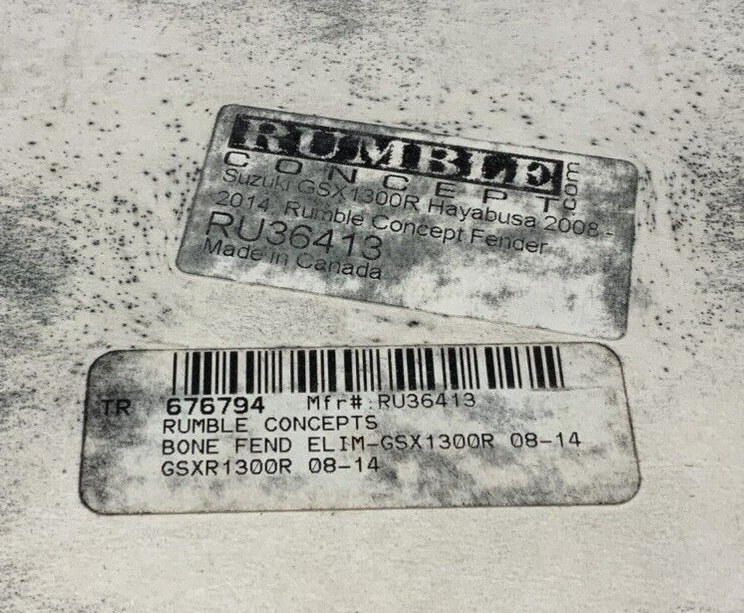 RUMBLE
CONCEPT
.com
Suzuki GSX1300R Hayabusa 2008 -
2014, Rumble Concept Fender
RU36413
Made in Canada
TR 676794 Mfr#:RU36413
RUMBLE CONCEPTS
BONE FEND ELIM-GSX1300R 08-14
GSXR1300R 08-14